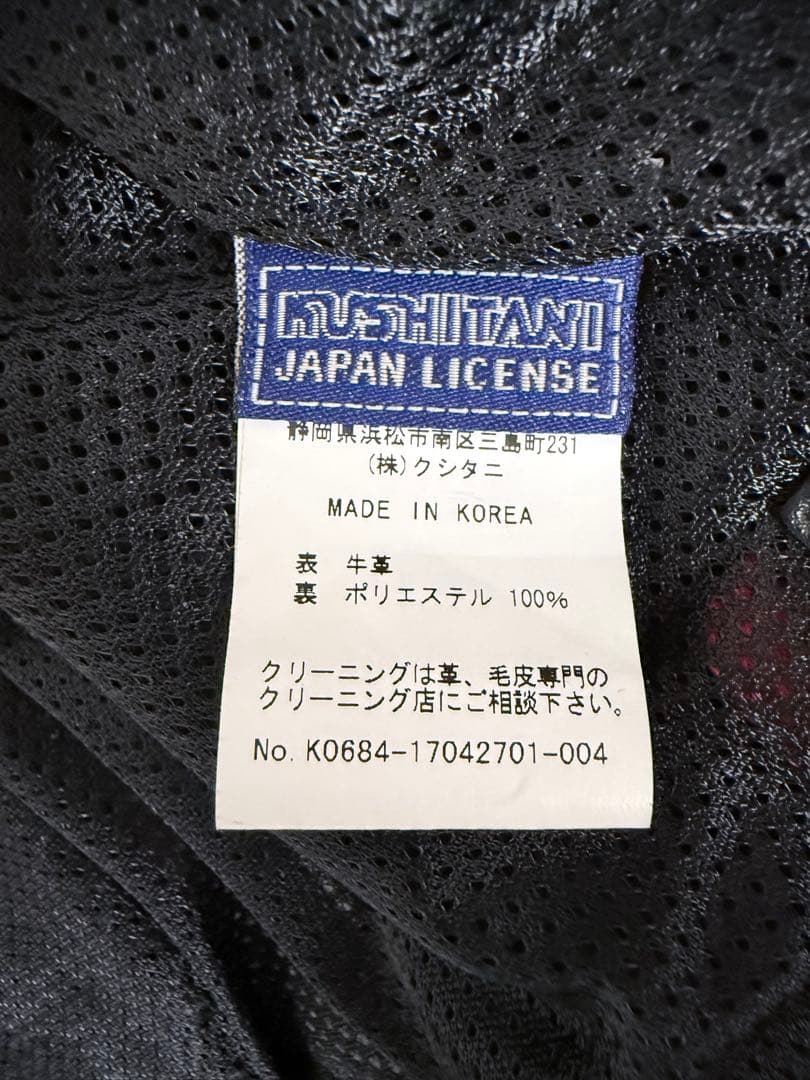 KUSHITANI
JAPAN LICENSE
静岡県浜松市南区三島町231
(株)クシタニ
MADE IN KOREA
表 牛革
裏 ポリエステル 100%
クリーニングは革、毛皮専門の
クリーニング店にご相談下さい。
No. K0684-17042701-004